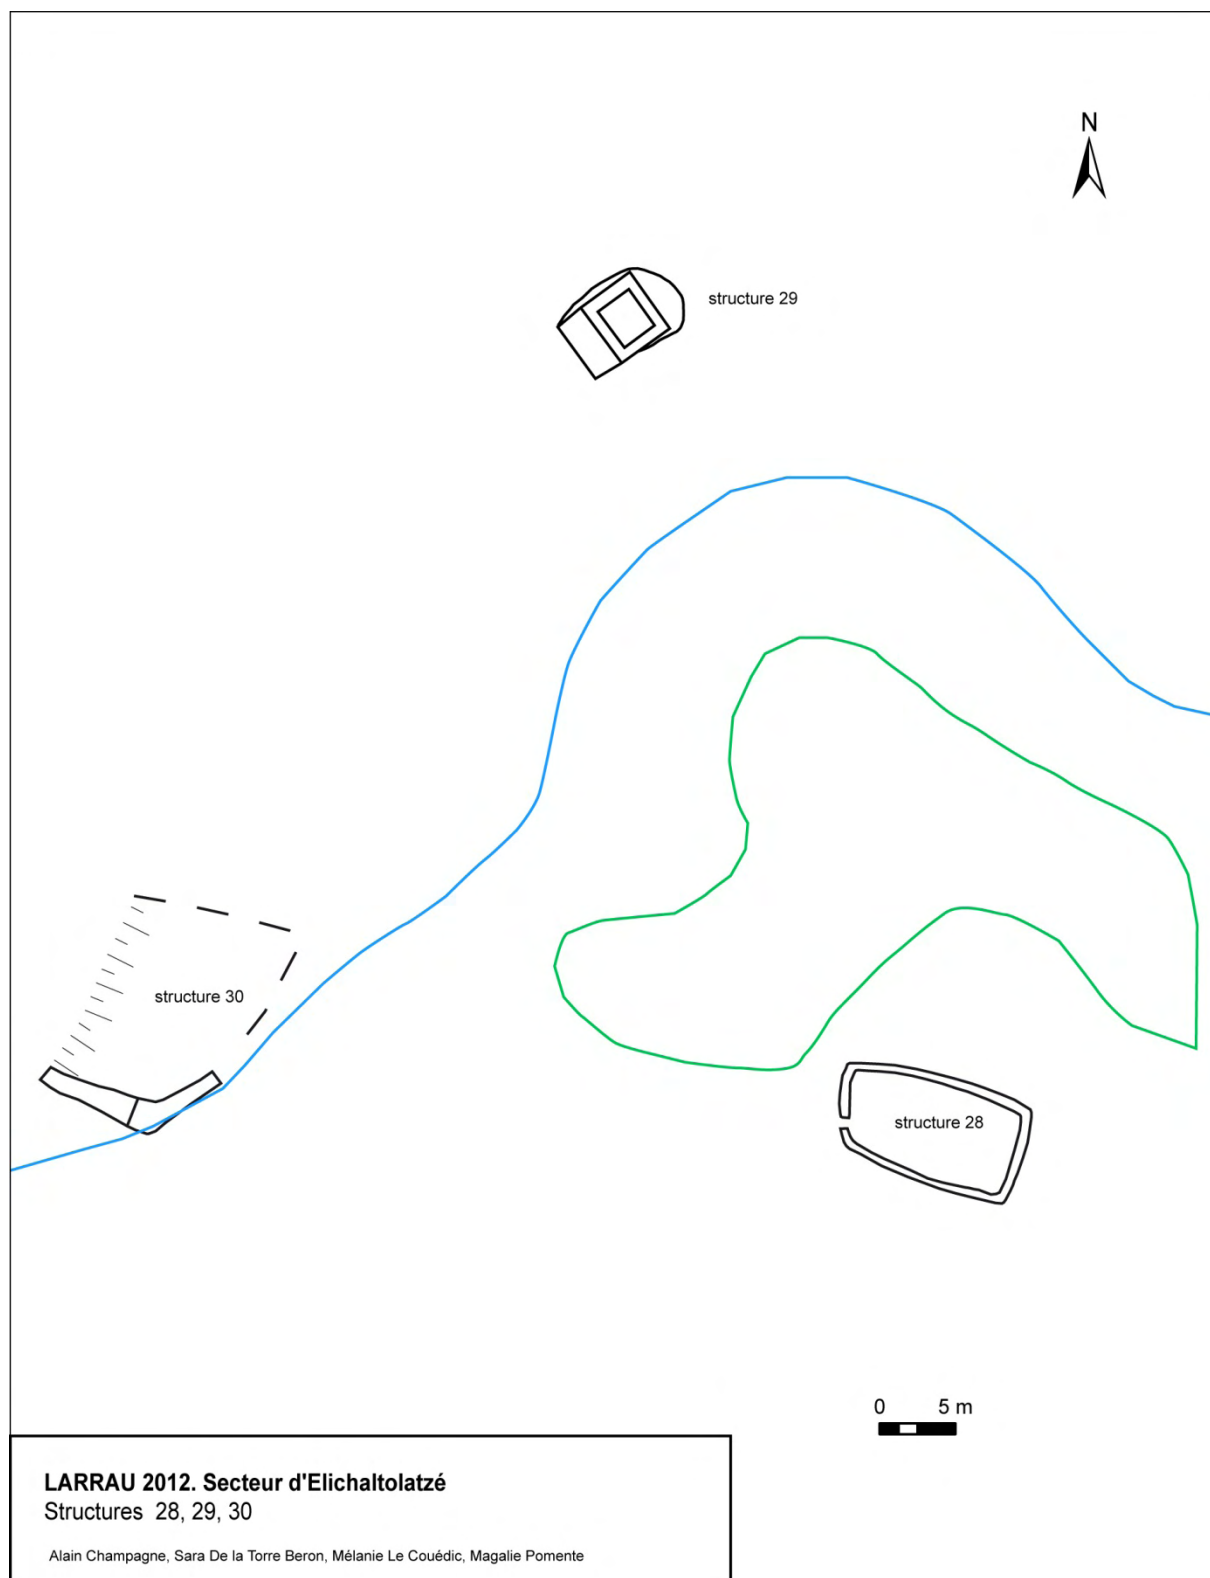 N
structure 29
structure 30
structure 28
0 5 m
LARRAU 2012. Secteur d'Elichaltolatzé
Structures 28, 29, 30
Alain Champagne, Sara De la Torre Beron, Mélanie Le Couédic, Magalie Pomente